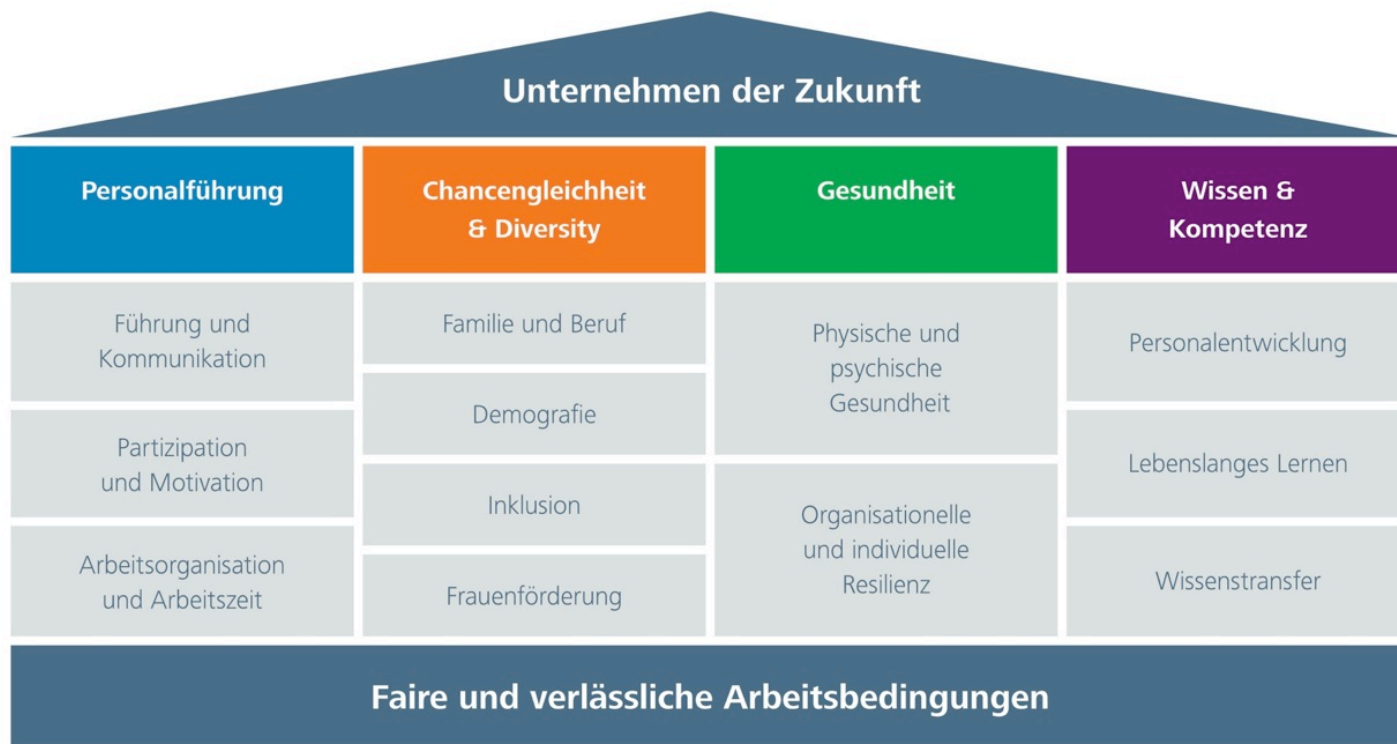 Unternehmen der Zukunft
Personalführung
Führung und
Kommunikation
Partizipation
und Motivation
Arbeitsorganisation
und Arbeitszeit
Chancengleichheit
& Diversity
Familie und Beruf
Demografie
Inklusion
Frauenförderung
Gesundheit
Physische und
psychische
Gesundheit
Organisationelle
und individuelle
Resilienz
Wissen &
Kompetenz
Personalentwicklung
Lebenslanges Lernen
Wissenstransfer
Faire und verlässliche Arbeitsbedingungen